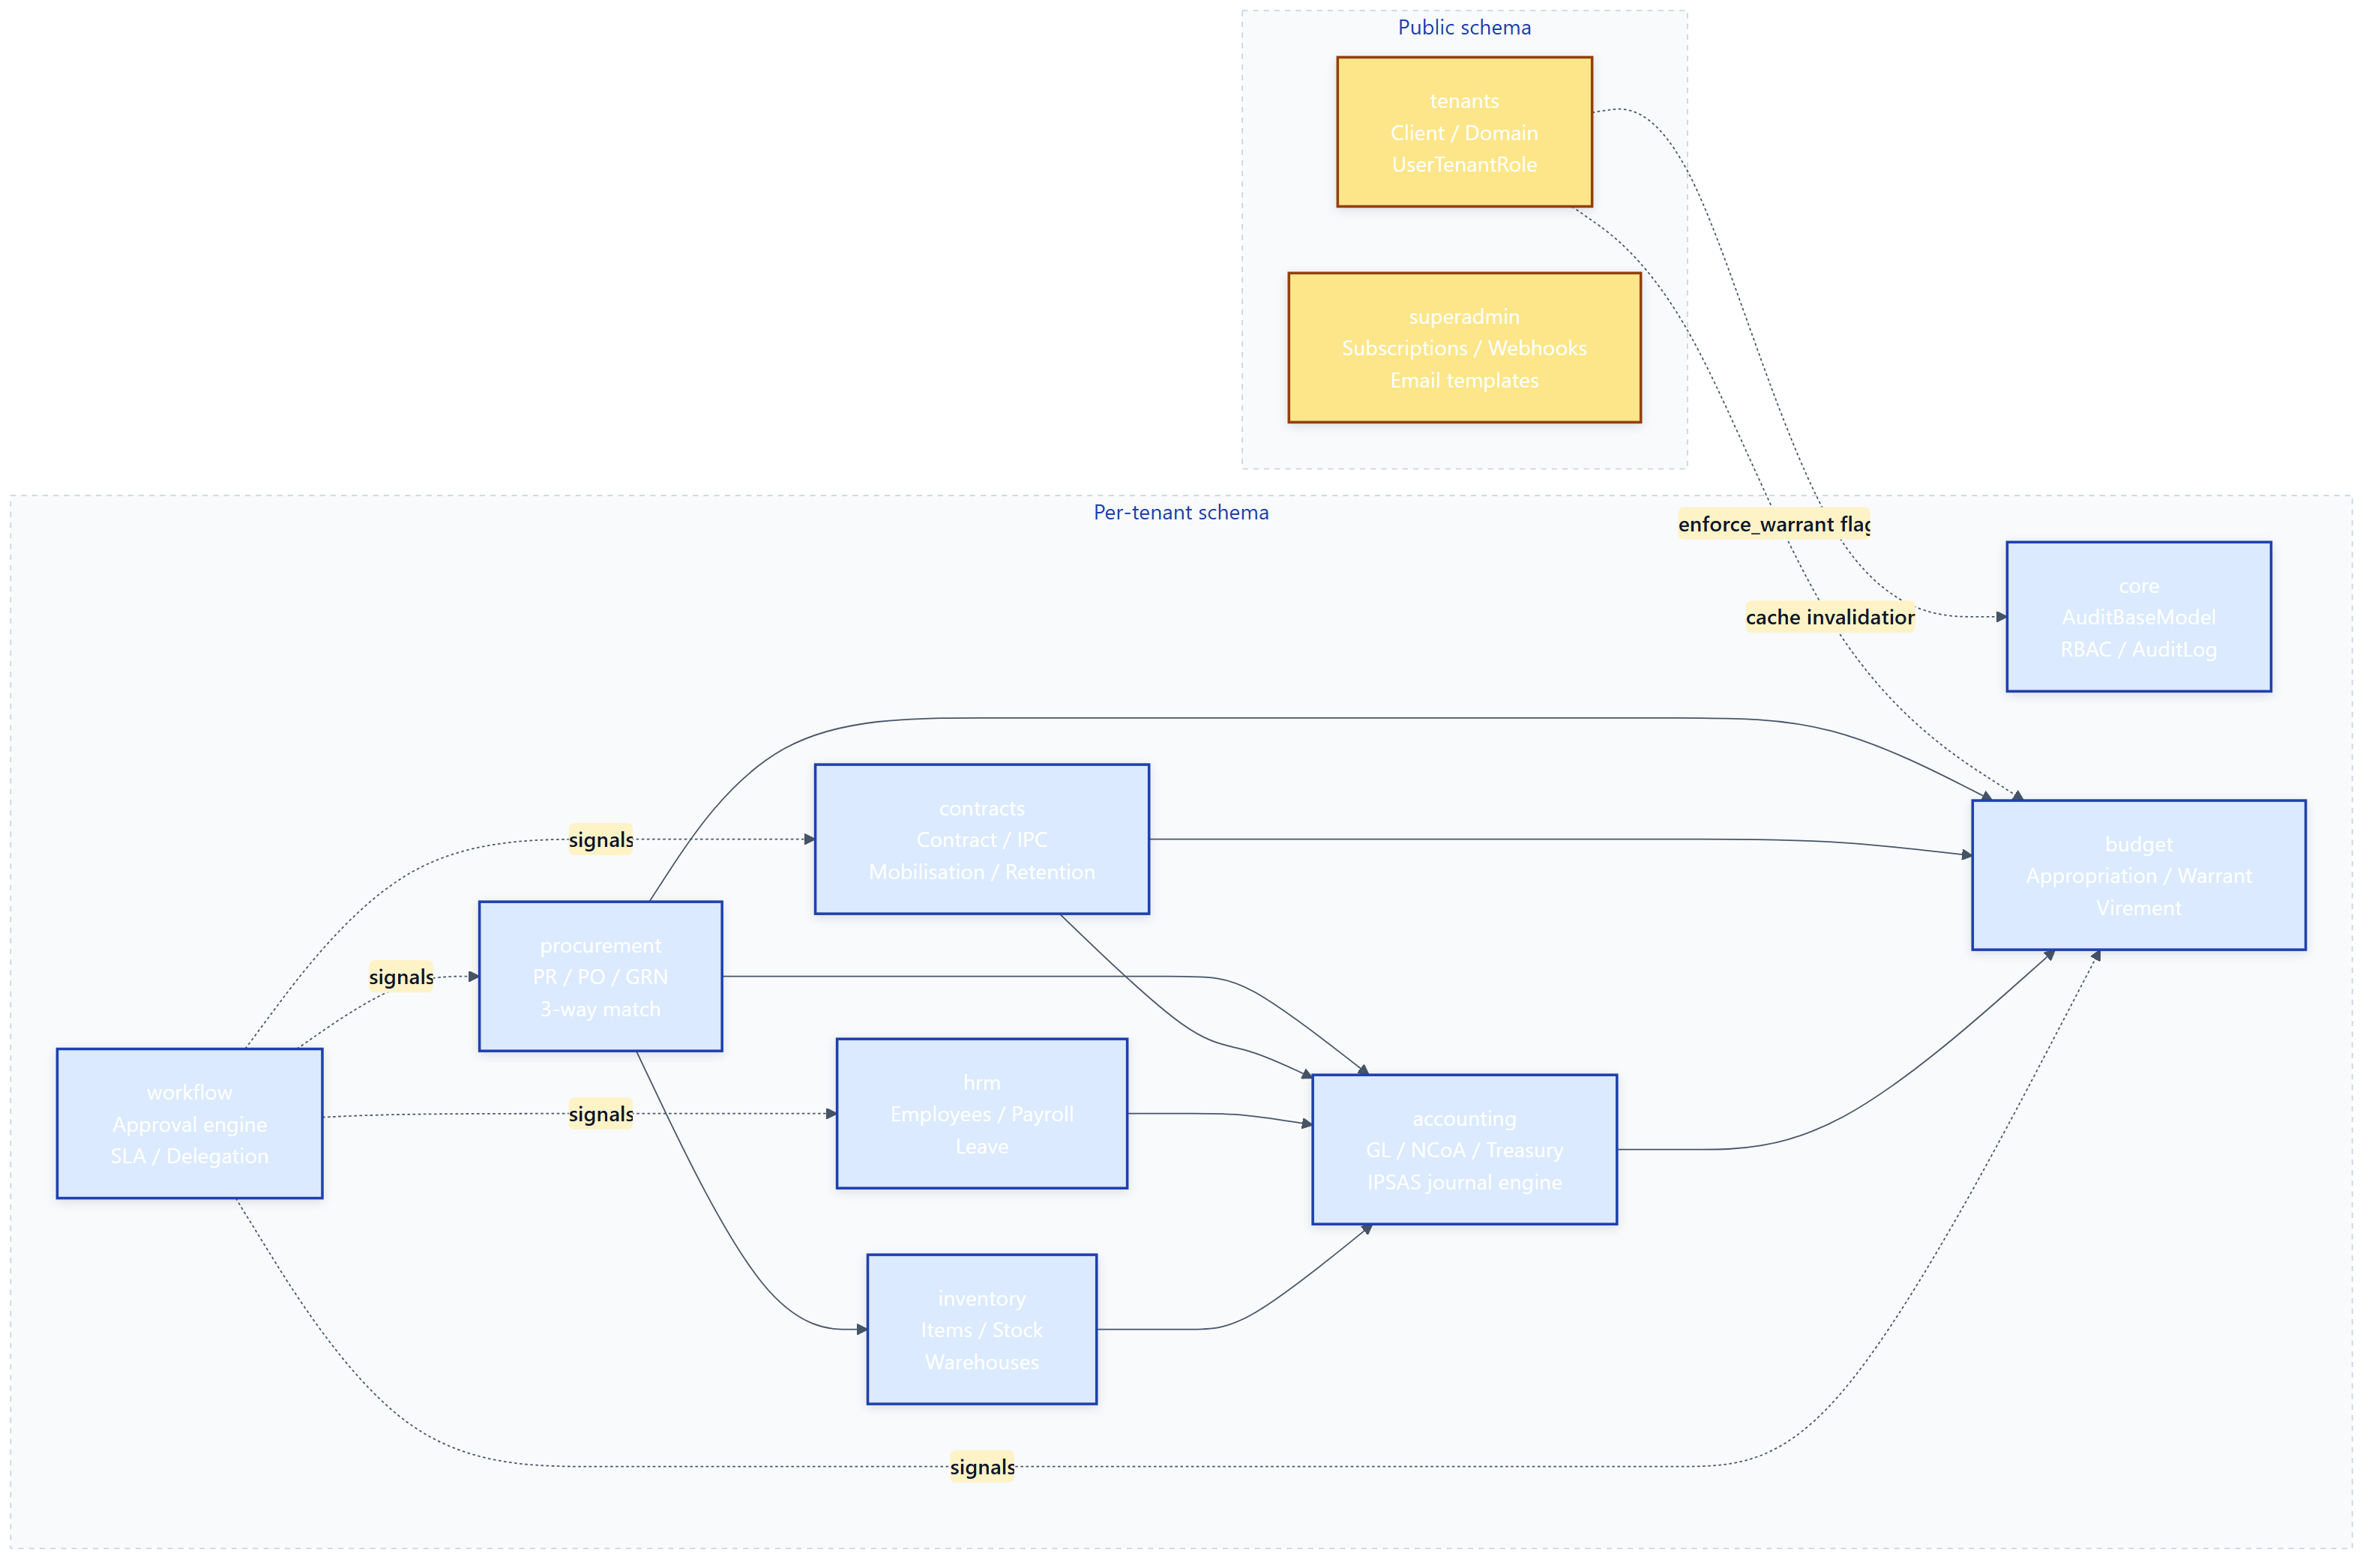 Public schema
tenants
Client / Domain
UserTenantRole
superadmin
Subscriptions / Webhooks
Email templates
Per-tenant schema
enforce_warrant flag
cache invalidation
core
AuditBaseModel
RBAC / AuditLog
contracts
Contract / IPC
Mobilisation / Retention
signals
budget
Appropriation / Warrant
Virement
procurement
PR / PO / GRN
3-way match
signals
workflow
Approval engine
SLA / Delegation
signals
hrm
Employees / Payroll
Leave
accounting
GL / NCoA / Treasury
IPSAS journal engine
inventory
Items / Stock
Warehouses
signals